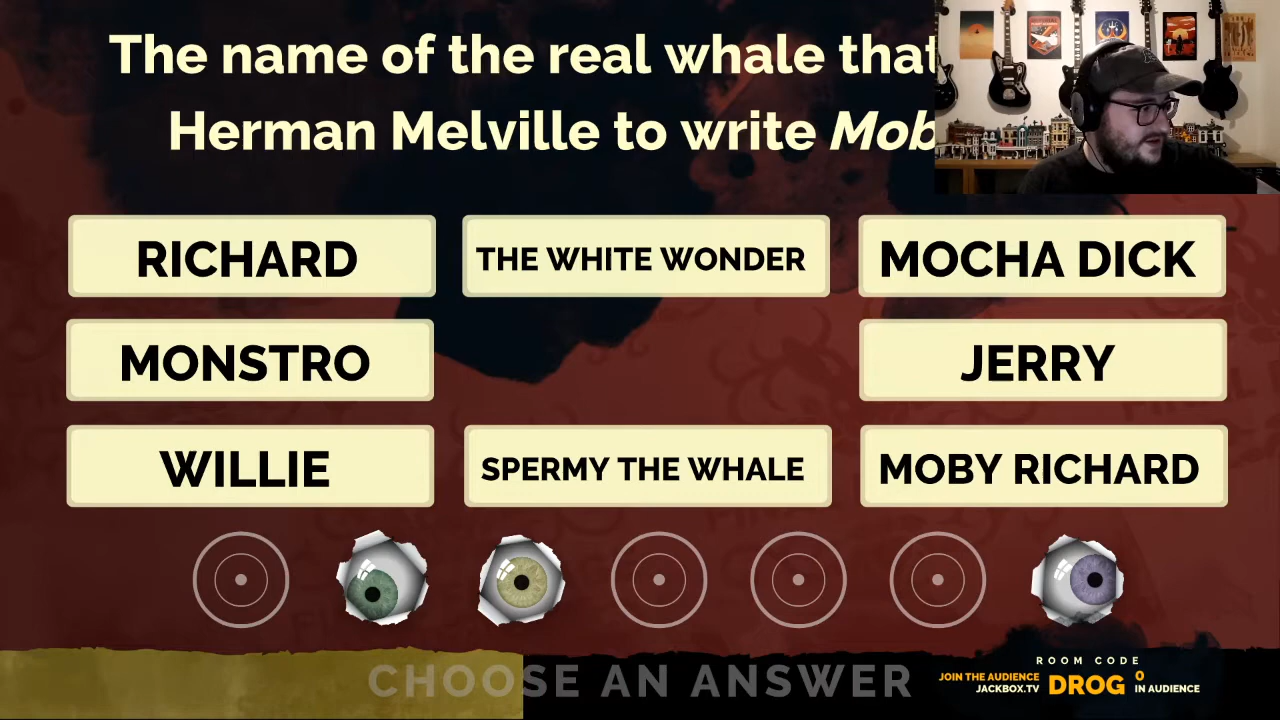 The name of the real whale that
Herman Melville to write Mob
RICHARD
THE WHITE WONDER
MOCHA DICK
MONSTRO
JERRY
WILLIE
SPERMY THE WHALE
MOBY RICHARD
CHOOSE AN ANSWER
ROOM CODE
JOIN THE AUDIENCE
JACKBOX.TV
DROG
0
IN AUDIENCE